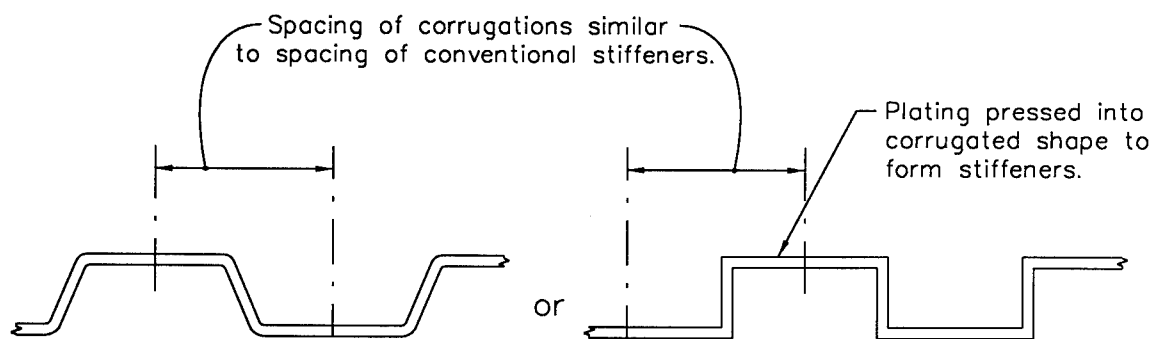 Spacing of corrugations similar
to spacing of conventional stiffeners.
Plating pressed into
corrugated shape to
form stiffeners.
or